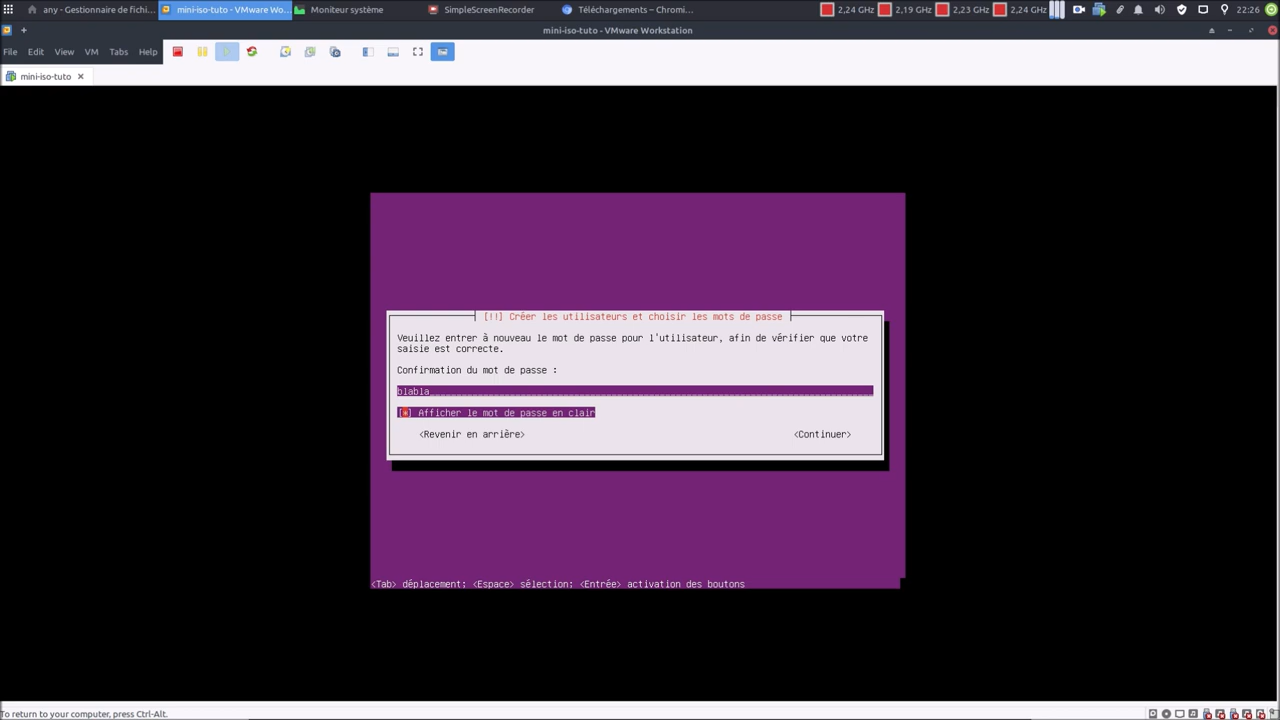 any - Gestionnaire de fichi...
mini-iso-tuto - VMware Wo...
Moniteur système
SimpleScreenRecorder
Téléchargements – Chromi...
2,24 GHz
2,19 GHz
2,23 GHz
2,24 GHz
22:26
mini-iso-tuto - VMware Workstation
File Edit View VM Tabs Help
mini-iso-tuto
[!!] Créer les utilisateurs et choisir les mots de passe
Veuillez entrer à nouveau le mot de passe pour l'utilisateur, afin de vérifier que votre
saisie est correcte.
Confirmation du mot de passe :
blabla
[*] Afficher le mot de passe en clair
<Revenir en arrière> <Continuer>
<Tab> déplacement; <Espace> sélection; <Entrée> activation des boutons
To return to your computer, press Ctrl-Alt.